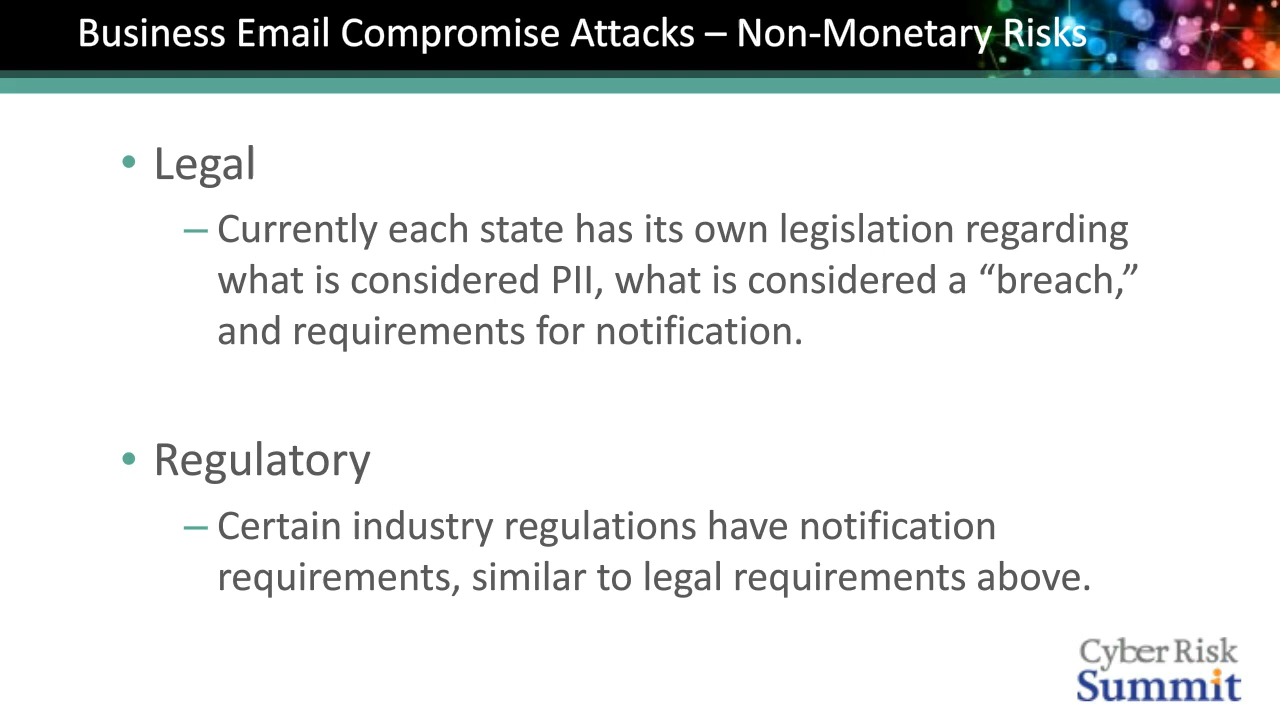 Business Email Compromise Attacks – Non-Monetary Risks
• Legal
– Currently each state has its own legislation regarding
what is considered PII, what is considered a “breach,”
and requirements for notification.
• Regulatory
– Certain industry regulations have notification
requirements, similar to legal requirements above.
Cyber Risk
Summit